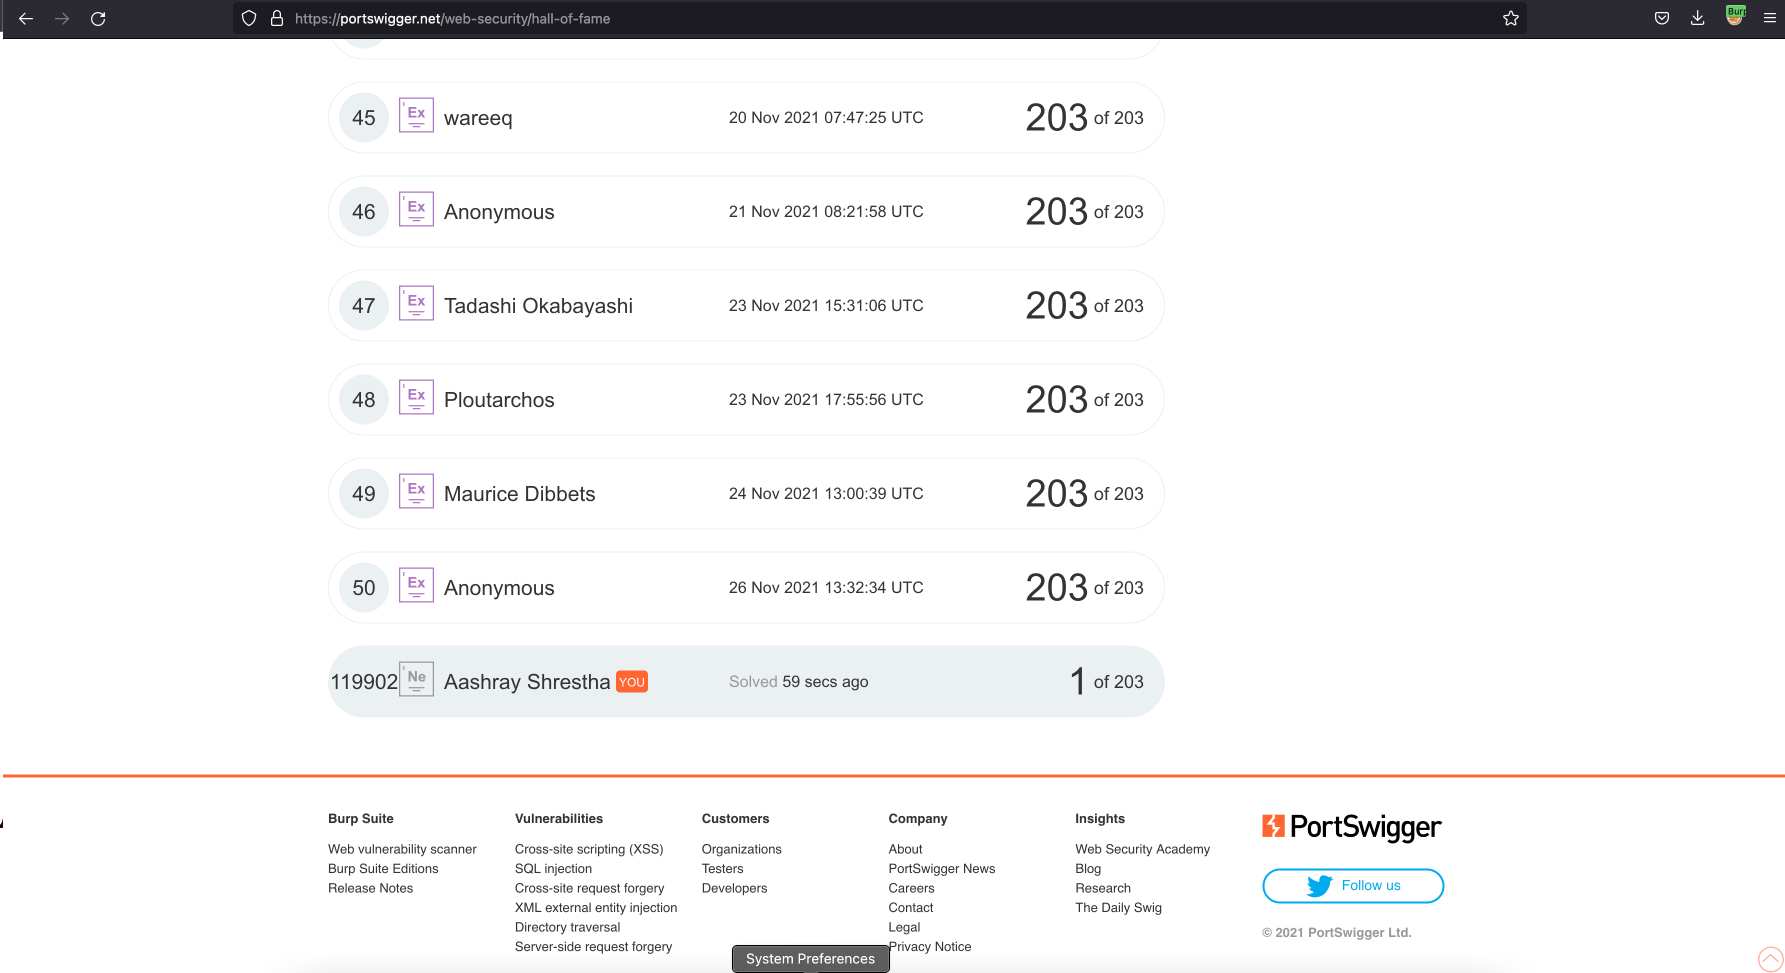 https://portswigger.net/web-security/hall-of-fame
Burp
45 Ex wareeq 20 Nov 2021 07:47:25 UTC 203 of 203
46 Ex Anonymous 21 Nov 2021 08:21:58 UTC 203 of 203
47 Ex Tadashi Okabayashi 23 Nov 2021 15:31:06 UTC 203 of 203
48 Ex Ploutarchos 23 Nov 2021 17:55:56 UTC 203 of 203
49 Ex Maurice Dibbets 24 Nov 2021 13:00:39 UTC 203 of 203
50 Ex Anonymous 26 Nov 2021 13:32:34 UTC 203 of 203
119902 Ne Aashray Shrestha YOU Solved 59 secs ago 1 of 203
Burp Suite
Web vulnerability scanner
Burp Suite Editions
Release Notes
Vulnerabilities
Cross-site scripting (XSS)
SQL injection
Cross-site request forgery
XML external entity injection
Directory traversal
Server-side request forgery
Customers
Organizations
Testers
Developers
Company
About
PortSwigger News
Careers
Contact
Legal
Privacy Notice
Insights
Web Security Academy
Blog
Research
The Daily Swig
PortSwigger
Follow us
© 2021 PortSwigger Ltd.
System Preferences